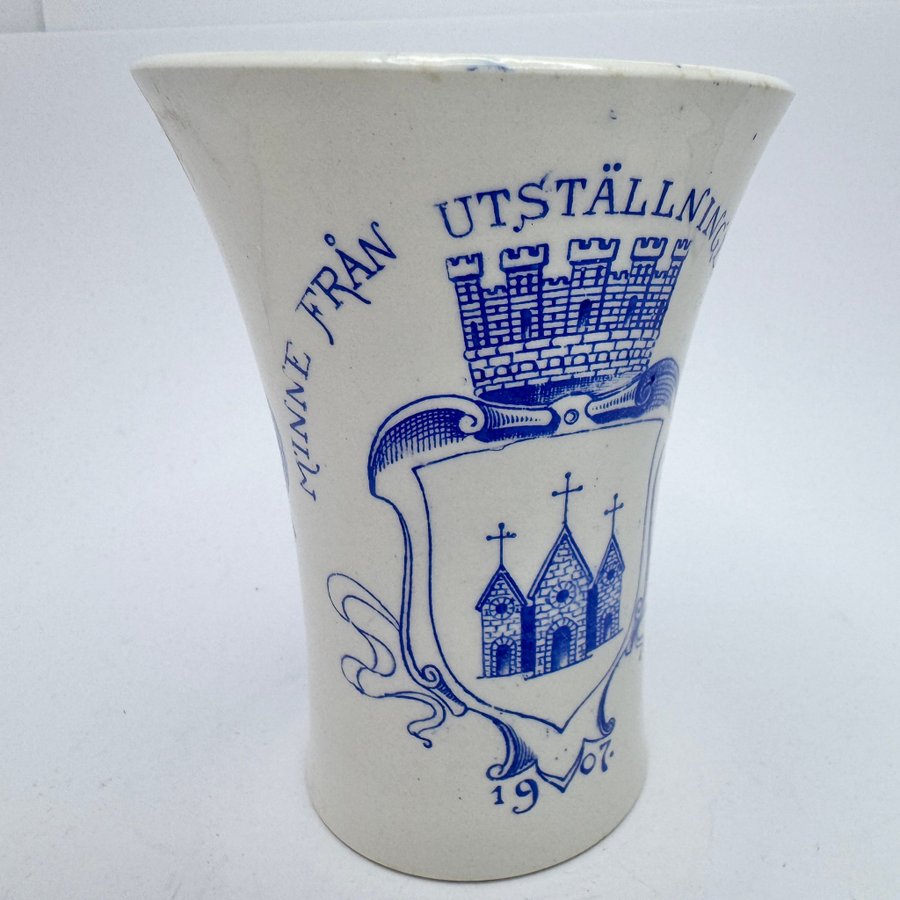 MINNE FRÅN UTSTÄLLNING
1907.